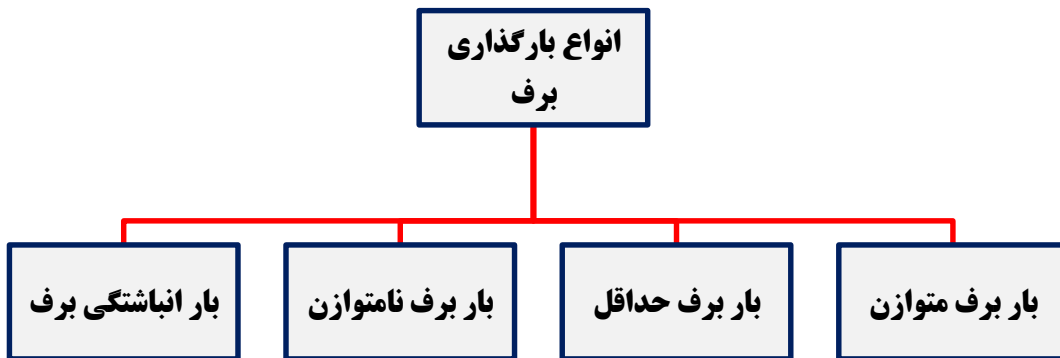 انواع بارگذاری
برف
بار برف متوازن
بار برف حداقل
بار برف نامتوازن
بار انباشتگی برف